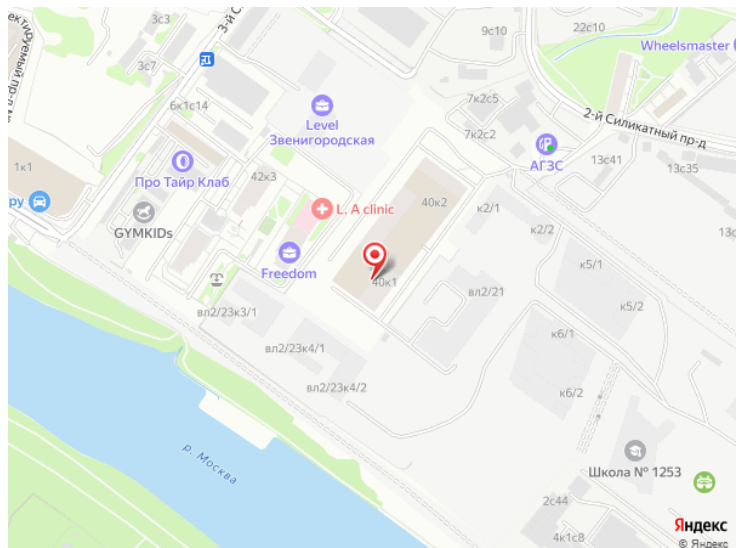 3с3
9с10
22с10
3с7
Wheelsmaster
6к1с14
Level
Звенигородская
7к2с5
7к2с2
2-й Силикатный пр-д
АГЗС
13с41
13с35
1к1
Про Тайр Клаб
42к3
L. A clinic
40к2
к2/1
к2/2
ру
GYMKIDs
Freedom
40к1
вл2/21
к5/1
к5/2
вл2/23к3/1
вл2/23к4/1
к6/1
вл2/23к4/2
к6/2
р. Москва
Школа № 1253
2с44
4к1с8
Яндекс
© Яндекс